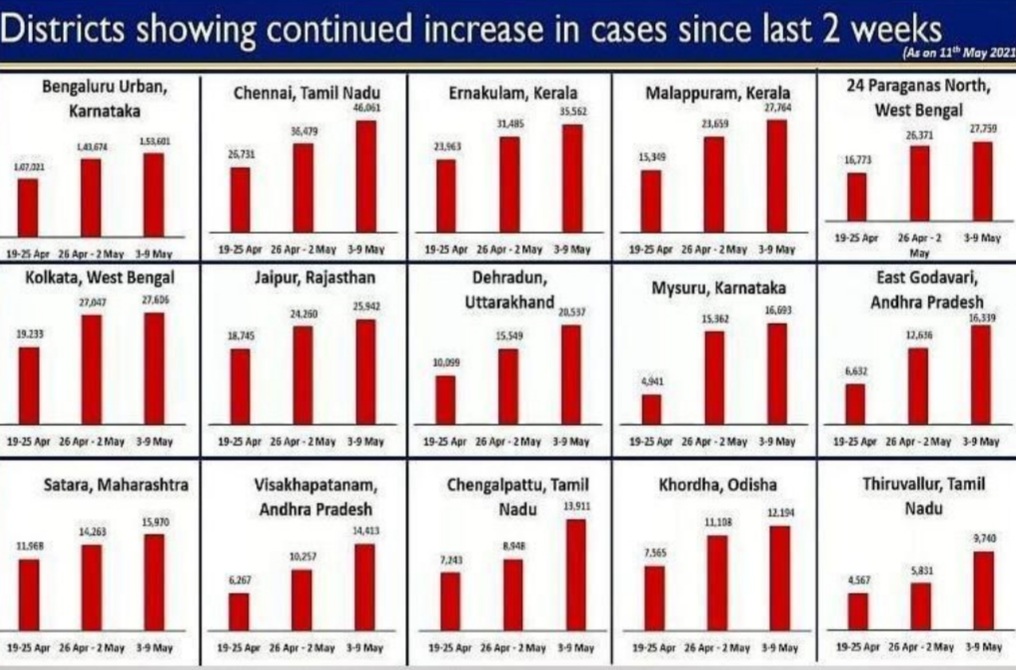 Districts showing continued increase in cases since last 2 weeks
(As on 11th May 2021
Bengaluru Urban,
Karnataka
1,07,021
1,41,674
1,53,601
19-25 Apr 26 Apr - 2 May 3-9 May
Chennai, Tamil Nadu
26,731
36,479
46,061
19-25 Apr 26 Apr - 2 May 3-9 May
Ernakulam, Kerala
23,963
31,485
35,562
19-25 Apr 26 Apr - 2 May 3-9 May
Malappuram, Kerala
15,349
23,659
27,764
19-25 Apr 26 Apr - 2 May 3-9 May
24 Paraganas North,
West Bengal
16,773
26,371
27,759
19-25 Apr 26 Apr - 2 3-9 May
May
Kolkata, West Bengal
19,233
27,047
27,606
19-25 Apr 26 Apr - 2 May 3-9 May
Jaipur, Rajasthan
18,745
24,260
25,942
19-25 Apr 26 Apr - 2 May 3-9 May
Dehradun,
Uttarakhand
10,099
15,549
20,537
19-25 Apr 26 Apr - 2 May 3-9 May
Mysuru, Karnataka
4,941
15,362
16,693
19-25 Apr 26 Apr - 2 May 3-9 May
East Godavari,
Andhra Pradesh
6,632
12,636
16,339
19-25 Apr 26 Apr - 2 May 3-9 May
Satara, Maharashtra
11,968
14,263
15,970
19-25 Apr 26 Apr - 2 May 3-9 May
Visakhapatanam,
Andhra Pradesh
6,267
10,257
14,413
19-25 Apr 26 Apr - 2 May 3-9 May
Chengalpattu, Tamil
Nadu
7,243
8,948
13,911
19-25 Apr 26 Apr - 2 May 3-9 May
Khordha, Odisha
7,565
11,108
12,194
19-25 Apr 26 Apr - 2 May 3-9 May
Thiruvallur, Tamil
Nadu
4,567
5,831
9,740
19-25 Apr 26 Apr - 2 May 3-9 May